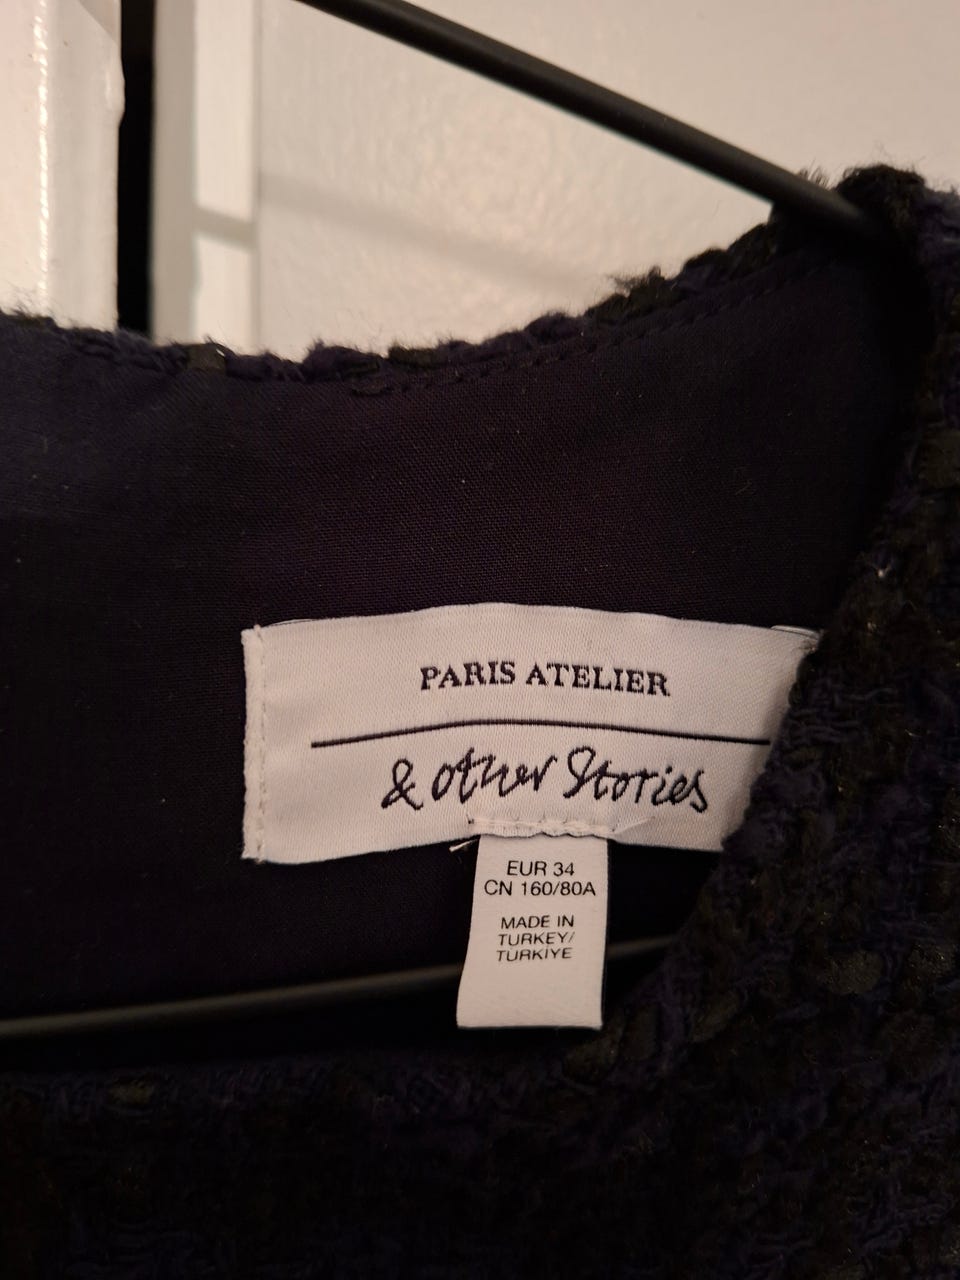 PARIS ATELIER
& other Stories
EUR 34
CN 160/80A
MADE IN
TURKEY/
TURKIYE